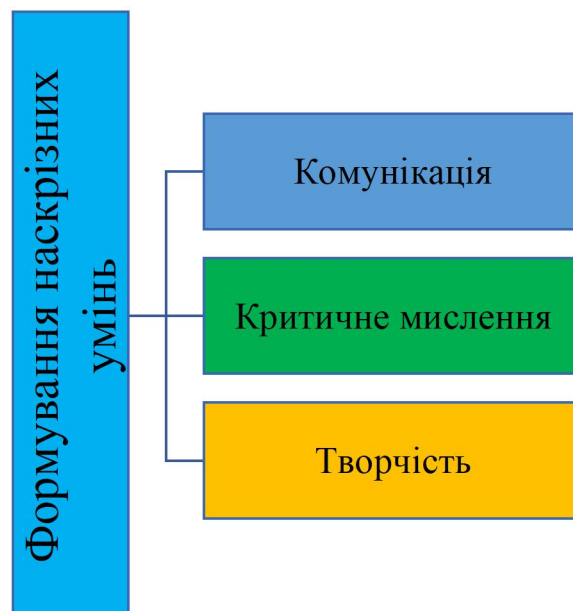 Формування наскрізних
умінь
Комунікація
Критичне мислення
Творчість